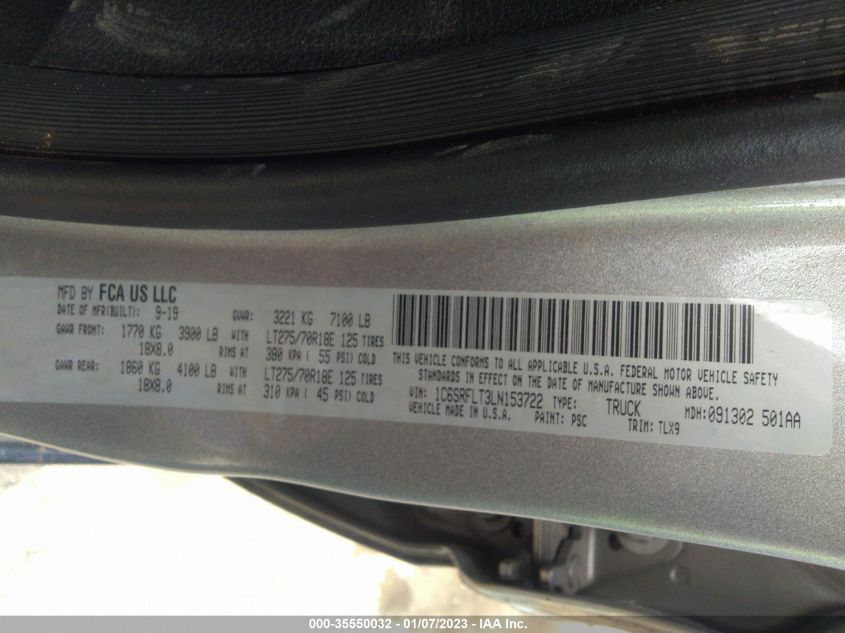 MFD BY FCA US LLC
DATE OF MFR(BUILT): 9-19 GVWR: 3221 KG 7100 LB
GAWR FRONT: 1770 KG 3900 LB WITH LT275/70R18E 125 TIRES
18X8.0 RIMS AT 380 KPA ( 55 PSI) COLD
GAWR REAR: 1860 KG 4100 LB WITH LT275/70R18E 125 TIRES
18X8.0 RIMS AT 310 KPA ( 45 PSI) COLD
THIS VEHICLE CONFORMS TO ALL APPLICABLE U.S.A. FEDERAL MOTOR VEHICLE SAFETY
STANDARDS IN EFFECT ON THE DATE OF MANUFACTURE SHOWN ABOVE.
VIN: 1C6SRFLT3LN153722 TYPE: TRUCK MDH:091302 501AA
VEHICLE MADE IN U.S.A. PAINT: PSC TRIM: TLX9
000-35550032 - 01/07/2023 - Copyright © 2023 - IAA Inc.